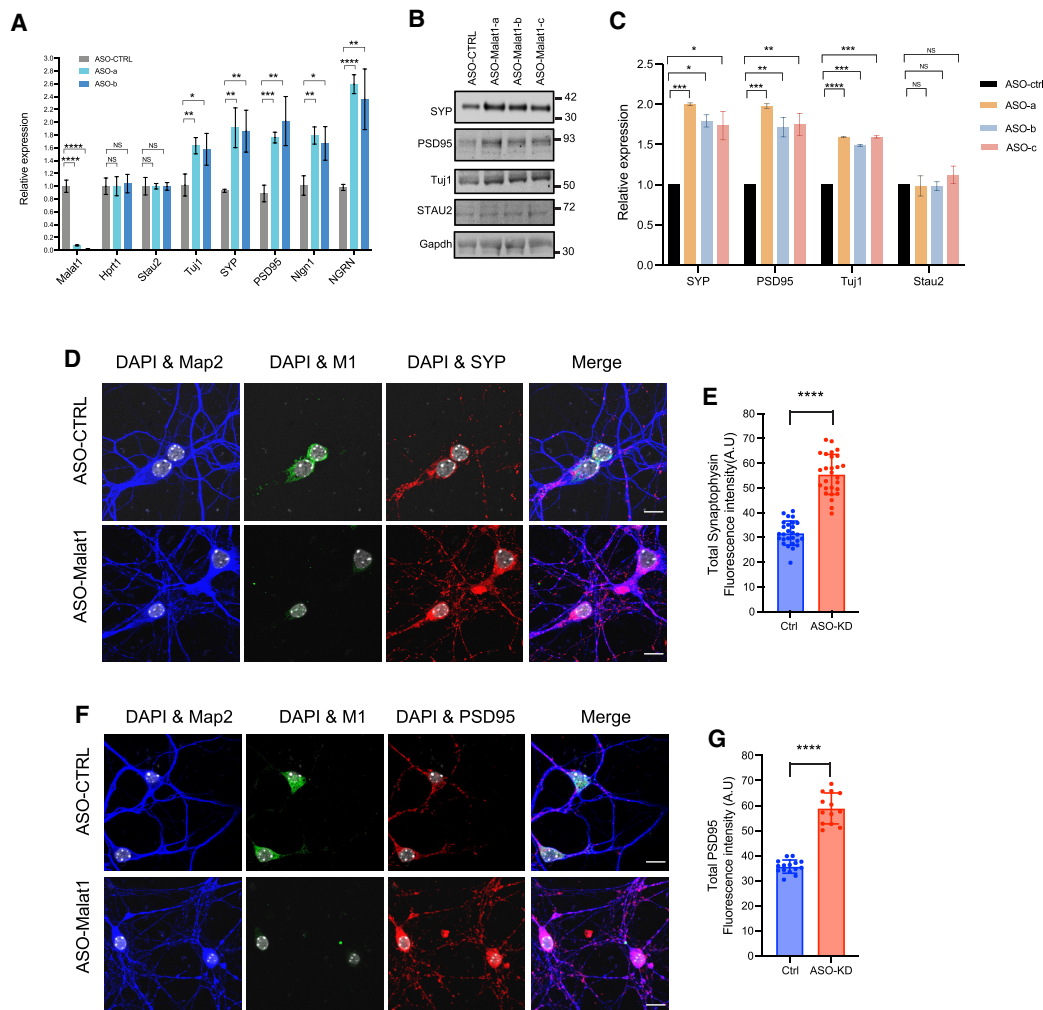 A
ASO-CTRL
ASO-a
ASO-b
Relative expression
3.0
2.8
2.6
2.4
2.2
2.0
1.8
1.6
1.4
1.2
1.0
0.8
0.6
0.4
0.2
0.0
****
****
NS
NS
NS
NS
*
**
**
**
**
***
*
**
**
****
Malat1
Hprt1
Stau2
Tuj1
SYP
PSD95
Nlgn1
NGRN
B
ASO-CTRL
ASO-Malat1-a
ASO-Malat1-b
ASO-Malat1-c
SYP
42
30
PSD95
93
Tuj1
50
STAU2
72
Gapdh
30
C
Relative expression
2.5
2.0
1.5
1.0
0.5
0.0
*
*
***
**
**
***
***
***
****
NS
NS
NS
SYP
PSD95
Tuj1
Stau2
ASO-ctrl
ASO-a
ASO-b
ASO-c
D
DAPI & Map2
DAPI & M1
DAPI & SYP
Merge
ASO-CTRL
ASO-Malat1
E
****
Total Synaptophysin
Fluorescence intensity(A.U)
80
70
60
50
40
30
20
10
0
Ctrl
ASO-KD
F
DAPI & Map2
DAPI & M1
DAPI & PSD95
Merge
ASO-CTRL
ASO-Malat1
G
****
Total PSD95
Fluorescence intensity (A.U)
80
70
60
50
40
30
20
10
0
Ctrl
ASO-KD